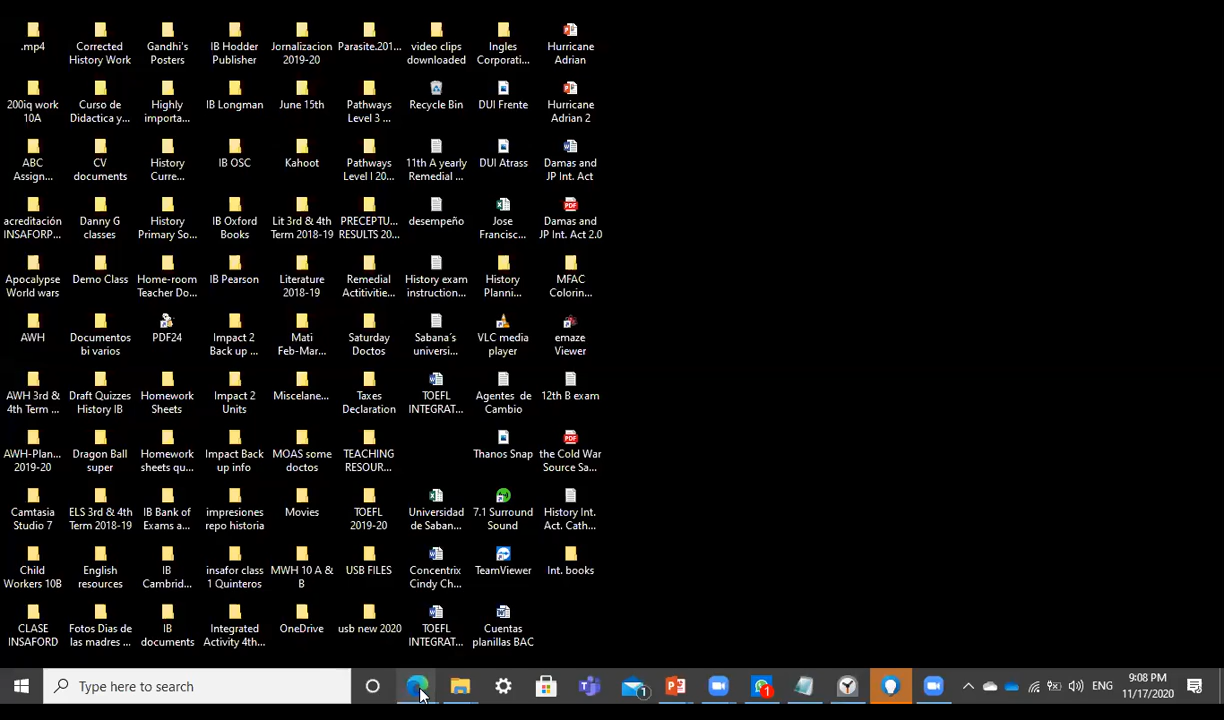 .mp4
Corrected
History Work
Gandhi's
Posters
IB Hodder
Publisher
Jornalizacion
2019-20
Parasite.201...
video clips
downloaded
Ingles
Corporati...
Hurricane
Adrian
200iq work
10A
Curso de
Didactica y...
Highly
importa...
IB Longman
June 15th
Pathways
Level 3 ...
Recycle Bin
DUI Frente
Hurricane
Adrian 2
ABC
Assign...
CV
documents
History
Curre...
IB OSC
Kahoot
Pathways
Level I 20...
11th A yearly
Remedial ...
DUI Atrass
Damas and
JP Int. Act
acreditación
INSAFORP...
Danny G
classes
History
Primary So...
IB Oxford
Books
Lit 3rd & 4th
Term 2018-19
PRECEPTU...
RESULTS 20...
desempeño
Jose
Francisc...
Damas and
JP Int. Act 2.0
Apocalypse
World wars
Demo Class
Home-room
Teacher Do...
IB Pearson
Literature
2018-19
Remedial
Actitivitie...
History exam
instruction...
History
Planni...
MFAC
Colorin...
AWH
Documentos
bi varios
PDF24
Impact 2
Back up ...
Mati
Feb-Mar...
Saturday
Doctos
Sabana´s
universi...
VLC media
player
emaze
Viewer
AWH 3rd &
4th Term ...
Draft Quizzes
History IB
Homework
Sheets
Impact 2
Units
Miscelane...
Taxes
Declaration
TOEFL
INTEGRAT...
Agentes de
Cambio
12th B exam
AWH-Plan...
2019-20
Dragon Ball
super
Homework
sheets qu...
Impact Back
up info
MOAS some
doctos
TEACHING
RESOUR...
Thanos Snap
the Cold War
Source Sa...
Camtasia
Studio 7
ELS 3rd & 4th
Term 2018-19
IB Bank of
Exams a...
impresiones
repo historia
Movies
TOEFL
2019-20
Universidad
de Saban...
7.1 Surround
Sound
History Int.
Act. Cath...
Child
Workers 10B
English
resources
IB
Cambrid...
insafor class
1 Quinteros
MWH 10 A &
B
USB FILES
Concentrix
Cindy Ch...
TeamViewer
Int. books
CLASE
INSAFORD
Fotos Dias de
las madres ...
IB
documents
Integrated
Activity 4th...
OneDrive
usb new 2020
TOEFL
INTEGRAT...
Cuentas
planillas BAC
Type here to search
1
1
ENG
9:08 PM
11/17/2020